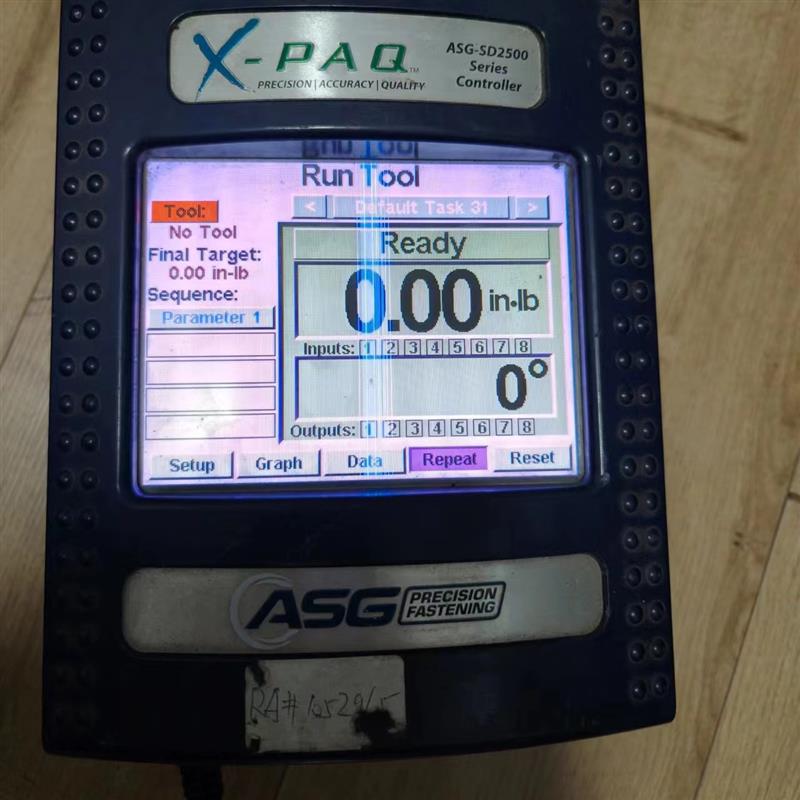 X-PAQ™
PRECISION | ACCURACY | QUALITY
ASG-SD2500
Series
Controller
Run Tool
Tool:
No Tool
Final Target:
0.00 in-lb
Sequence:
Parameter 1
< Default Task 31 >
Ready
0.00 in•lb
Inputs: 1 2 3 4 5 6 7 8
0°
Outputs: 1 2 3 4 5 6 7 8
Setup Graph Data Repeat Reset
ASG PRECISION
FASTENING
RA#